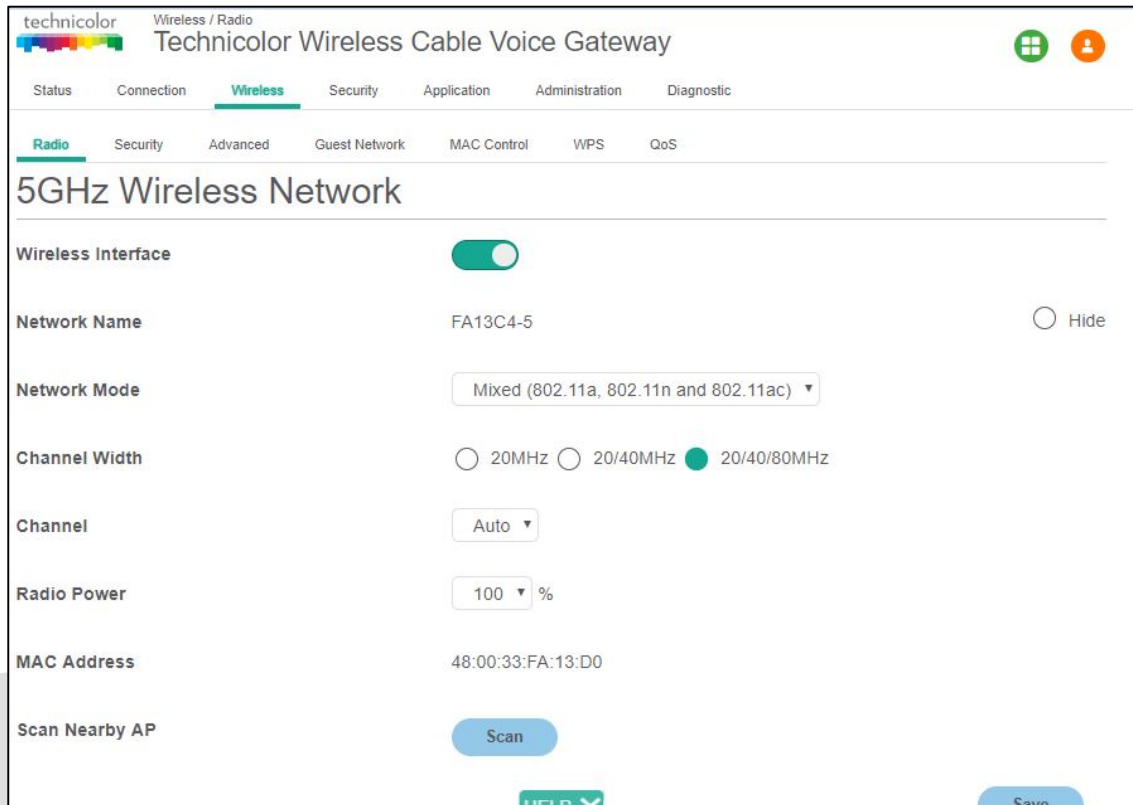 technicolor
Wireless / Radio
Technicolor Wireless Cable Voice Gateway
Status Connection Wireless Security Application Administration Diagnostic
Radio Security Advanced Guest Network MAC Control WPS QoS
5GHz Wireless Network
Wireless Interface
Network Name FA13C4-5 Hide
Network Mode Mixed (802.11a, 802.11n and 802.11ac)
Channel Width 20MHz 20/40MHz 20/40/80MHz
Channel Auto
Radio Power 100 %
MAC Address 48:00:33:FA:13:D0
Scan Nearby AP Scan
HELP Save